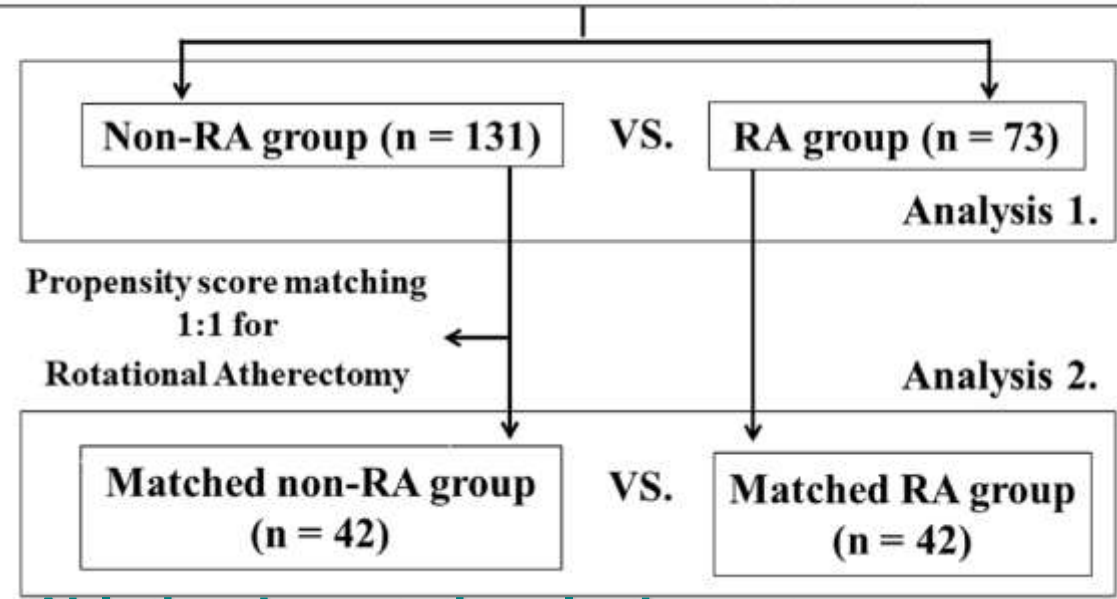 Non-RA group (n = 131) VS. RA group (n = 73)
Analysis 1.
Propensity score matching
1:1 for
Rotational Atherectomy
Analysis 2.
Matched non-RA group VS. Matched RA group
(n = 42) (n = 42)